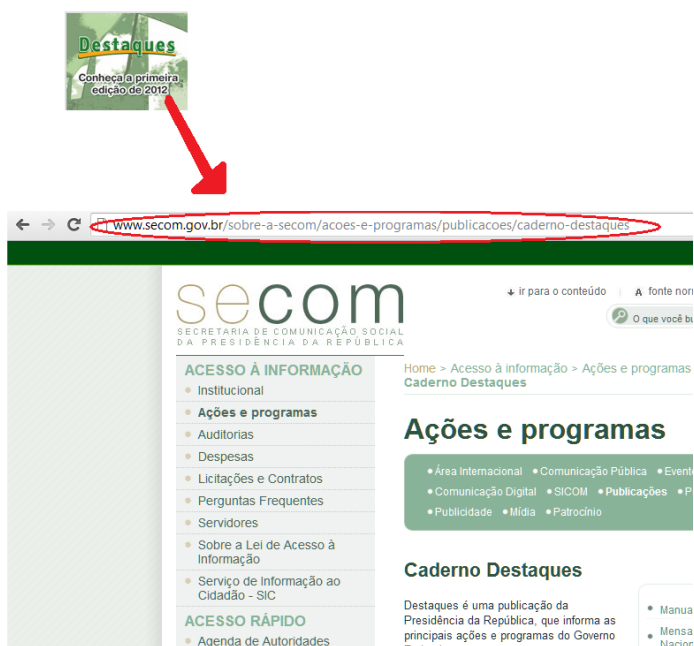 Destaques
Conheça a primeira
edição de 2012
www.secom.gov.br/sobre-a-secom/acoes-e-programas/publicacoes/caderno-destaques
secom
SECRETARIA DE COMUNICAÇÃO SOCIAL
DA PRESIDÊNCIA DA REPÚBLICA
ir para o conteúdo
A fonte nor
O que você bu
ACESSO À INFORMAÇÃO
Institucional
Ações e programas
Auditorias
Despesas
Licitações e Contratos
Perguntas Frequentes
Servidores
Sobre a Lei de Acesso à
Informação
Serviço de Informação ao
Cidadão - SIC
ACESSO RÁPIDO
Agenda de Autoridades
Home > Acesso à informação > Ações e programas
Caderno Destaques
Ações e programas
• Área Internacional • Comunicação Pública • Event
• Comunicação Digital • SICOM • Publicações • P
• Publicidade • Mídia • Patrocínio
Caderno Destaques
Destaques é uma publicação da
Presidência da República, que informa as
principais ações e programas do Governo
• Manua
• Mensa
Nacion